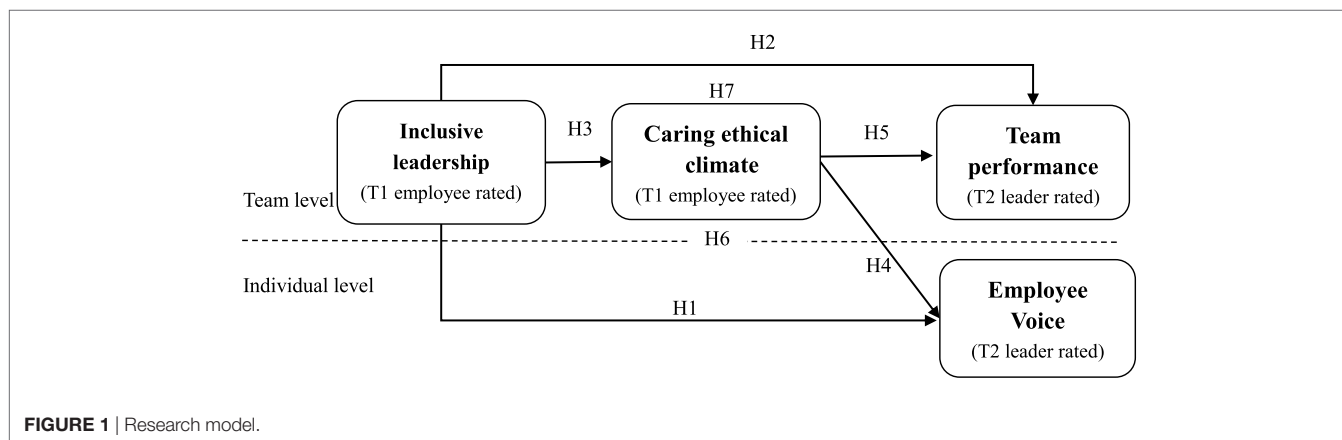 H2
H7
Inclusive
leadership
(T1 employee rated)
H3
Caring ethical
climate
(T1 employee rated)
H5
Team
performance
(T2 leader rated)
Team level
H6
H4
Individual level
H1
Employee
Voice
(T2 leader rated)
FIGURE 1 | Research model.